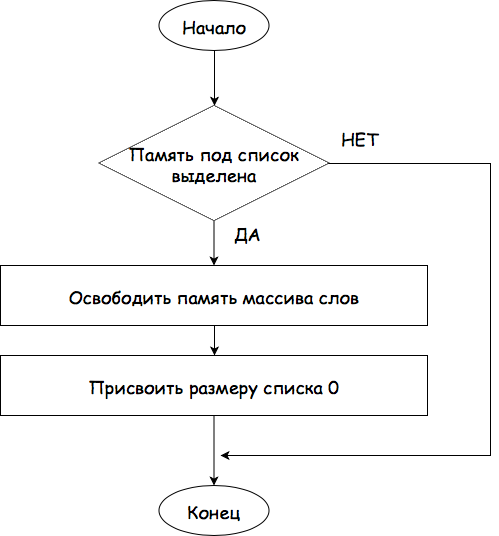 Начало
НЕТ
Память под список
выделена
ДА
Освободить память массива слов
Присвоить размеру списка 0
Конец